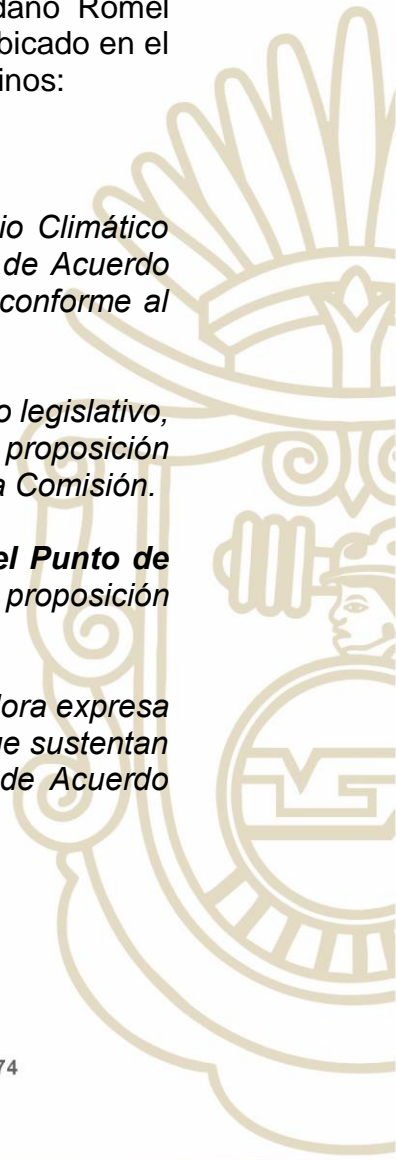 dano Romel
bicado en el
inos:
io Climático
de Acuerdo
conforme al
o legislativo,
proposición
a Comisión.
el Punto de
proposición
lora expresa
ue sustentan
de Acuerdo
74